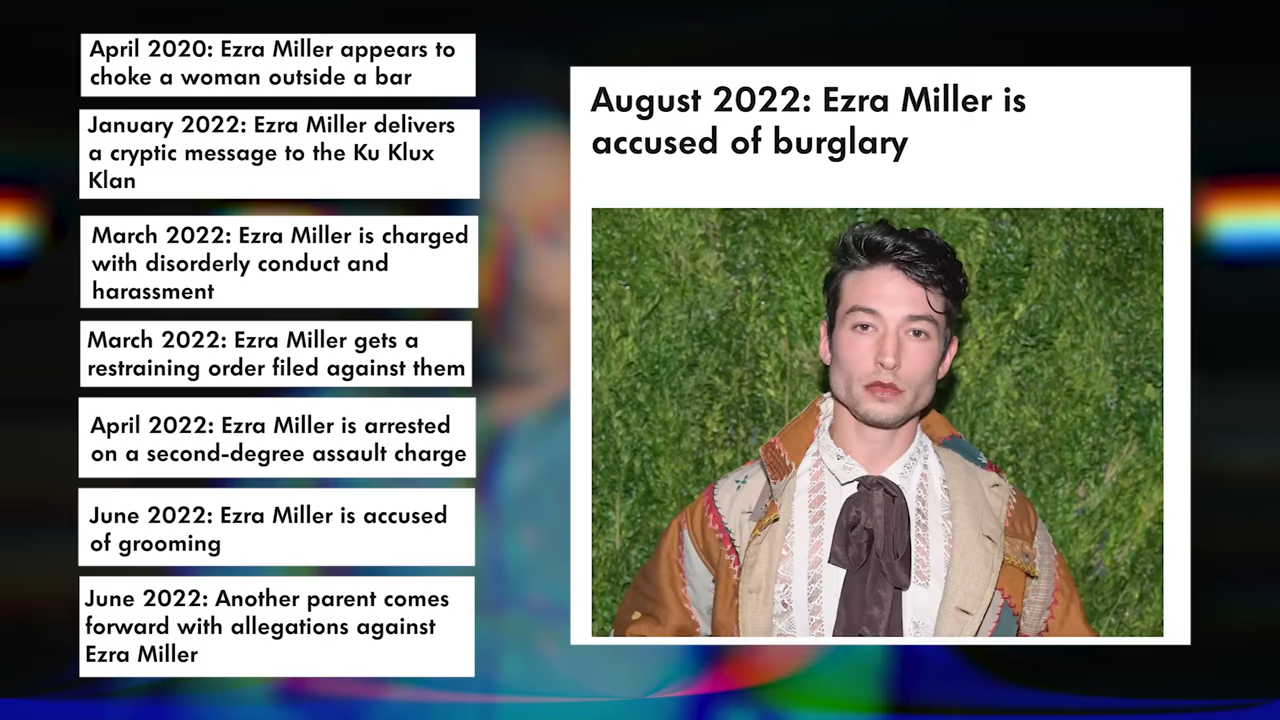 April 2020: Ezra Miller appears to
choke a woman outside a bar
January 2022: Ezra Miller delivers
a cryptic message to the Ku Klux
Klan
March 2022: Ezra Miller is charged
with disorderly conduct and
harassment
March 2022: Ezra Miller gets a
restraining order filed against them
April 2022: Ezra Miller is arrested
on a second-degree assault charge
June 2022: Ezra Miller is accused
of grooming
June 2022: Another parent comes
forward with allegations against
Ezra Miller
August 2022: Ezra Miller is
accused of burglary